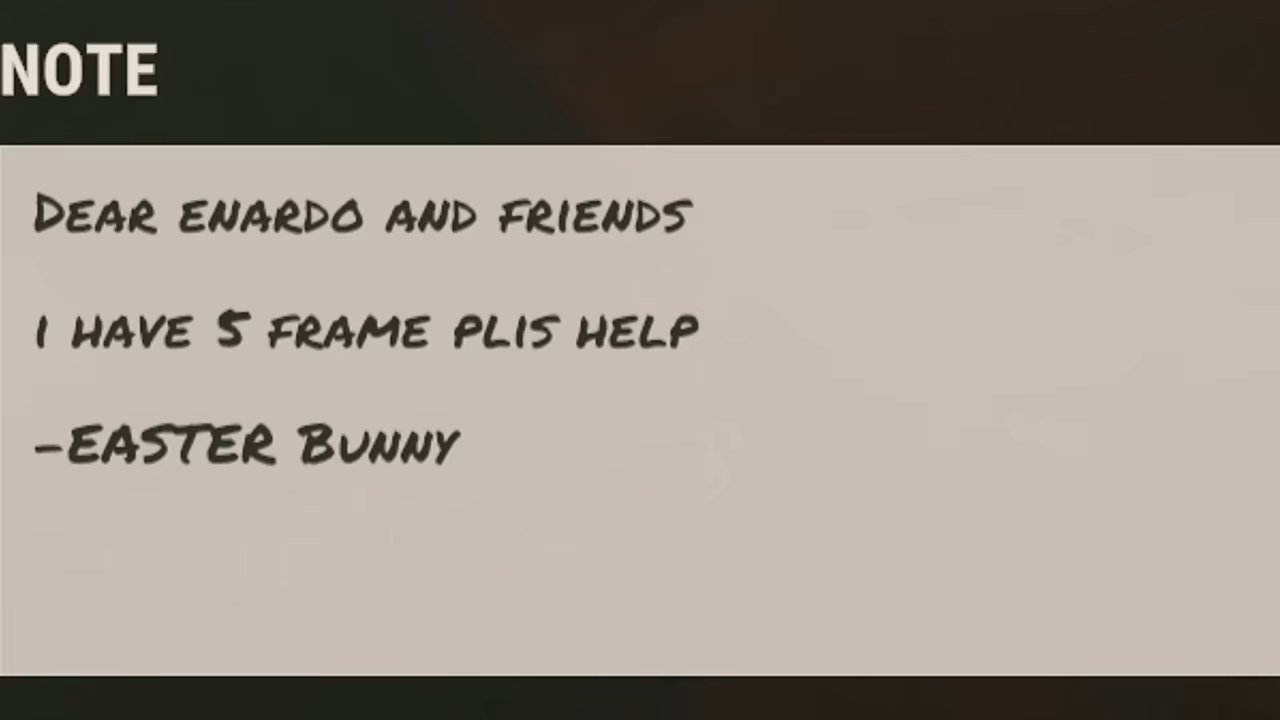 NOTE
DEAR ENARDO AND FRIENDS
I HAVE 5 FRAME PLIS HELP
-EASTER BUNNY